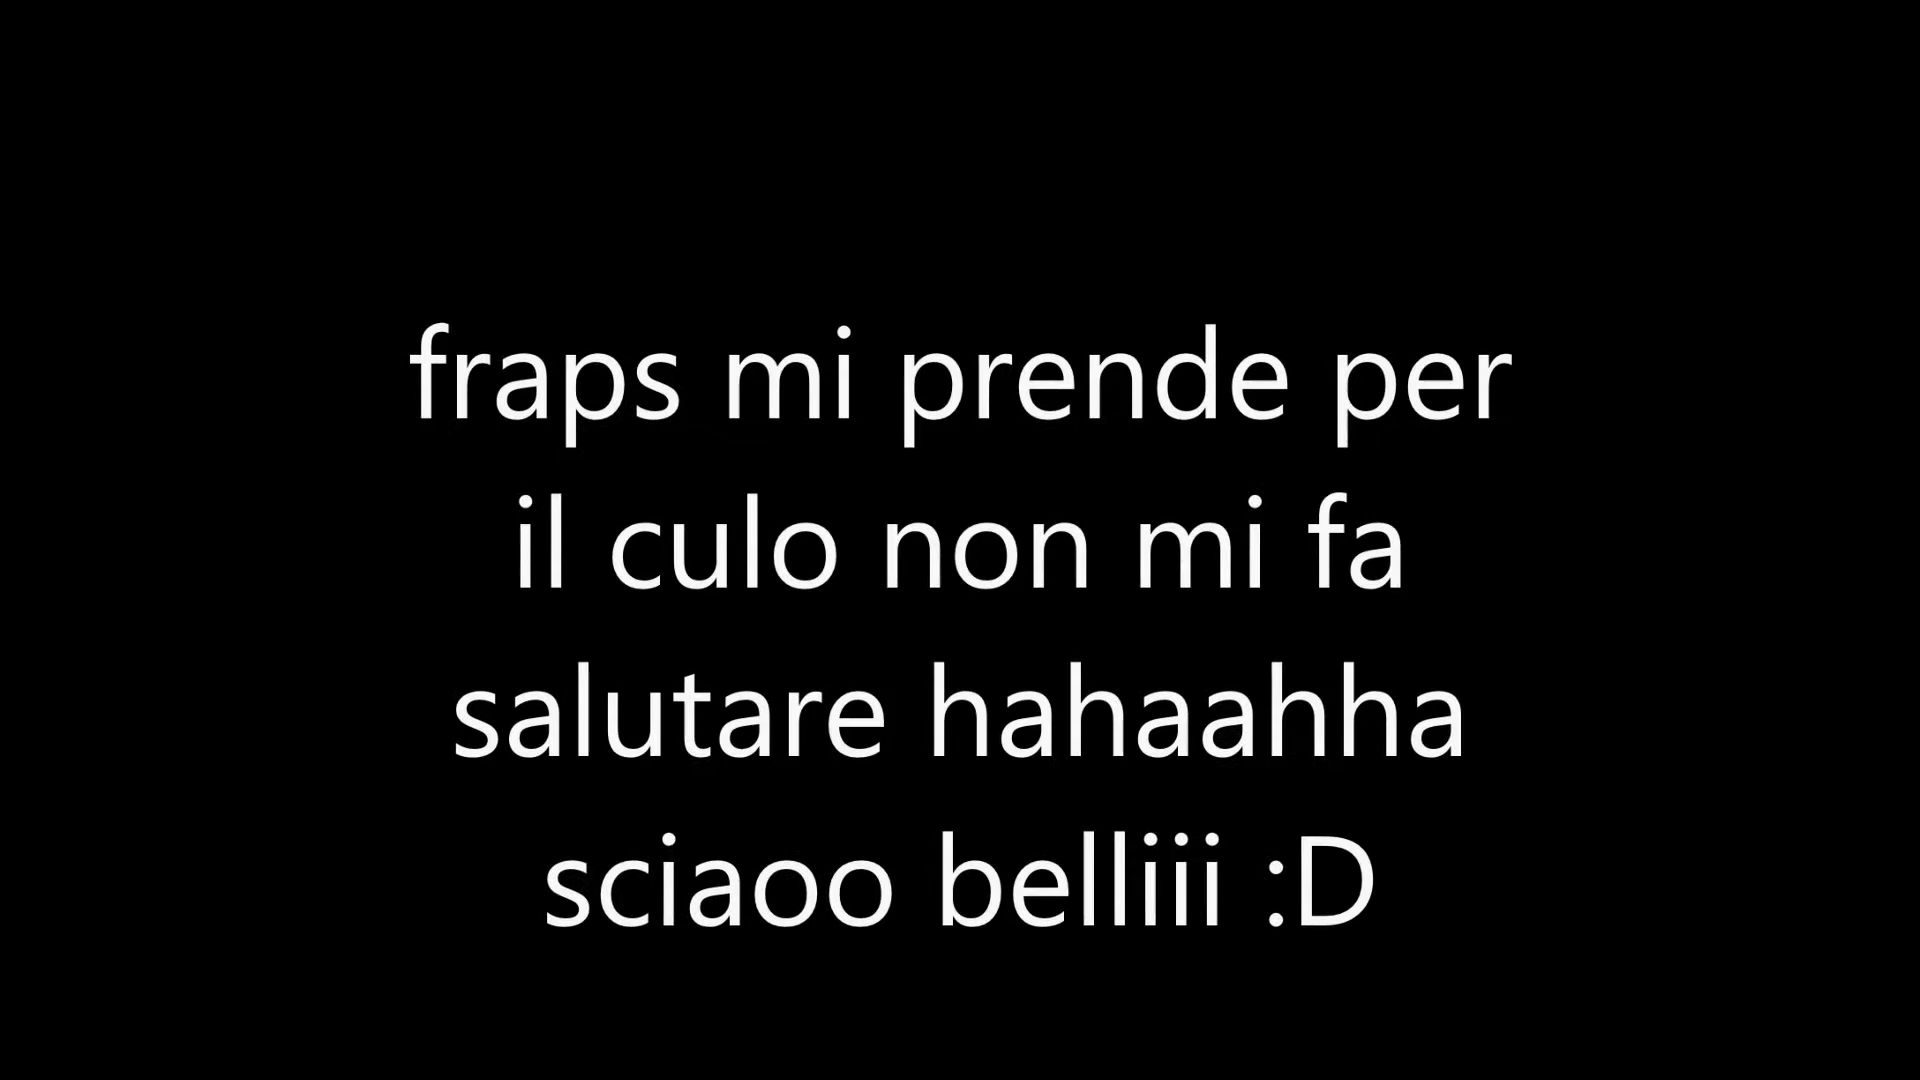 fraps mi prende per
il culo non mi fa
salutare hahaahha
sciaoo belliii :D